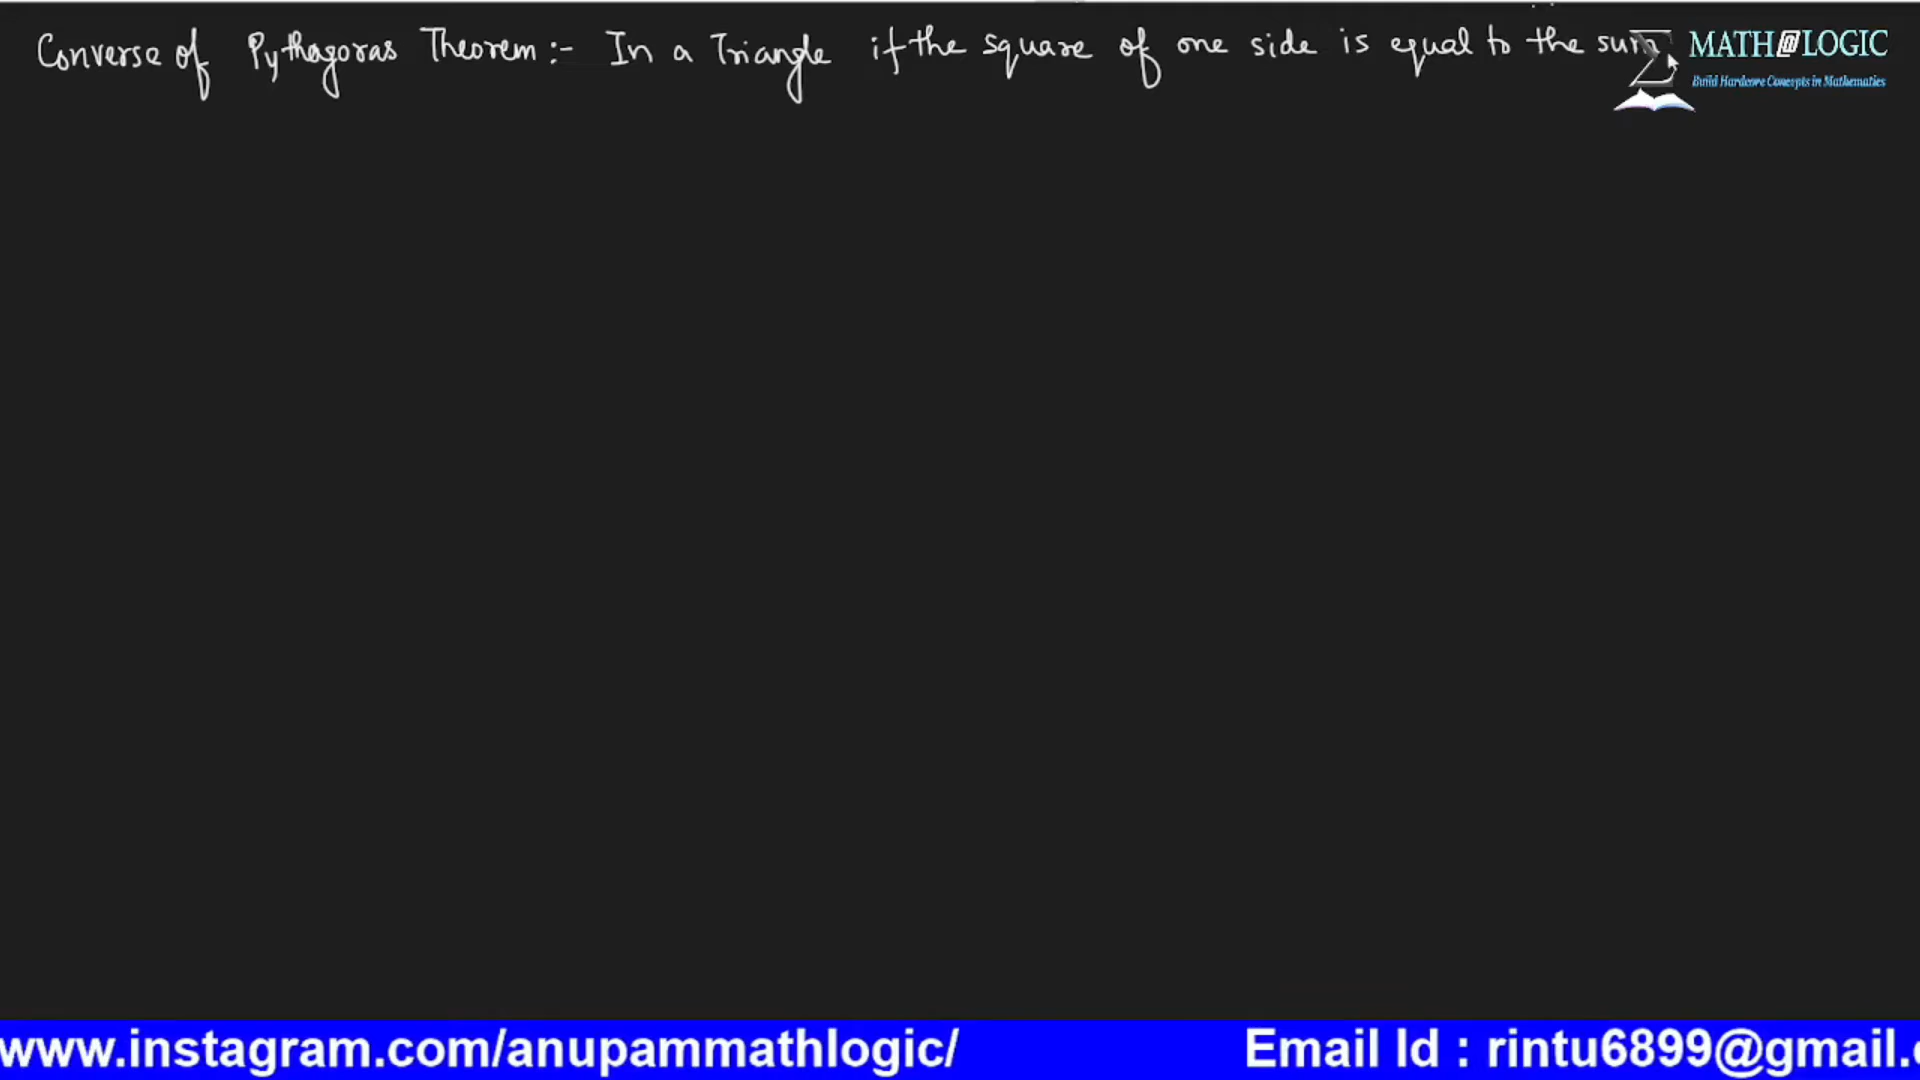 Converse of Pythagoras Theorem :- In a Triangle if the square of one side is equal to the sum
MATH@LOGIC
Build Hardcore Concepts in Mathematics
www.instagram.com/anupammathlogic/ Email Id : rintu6899@gmail.c